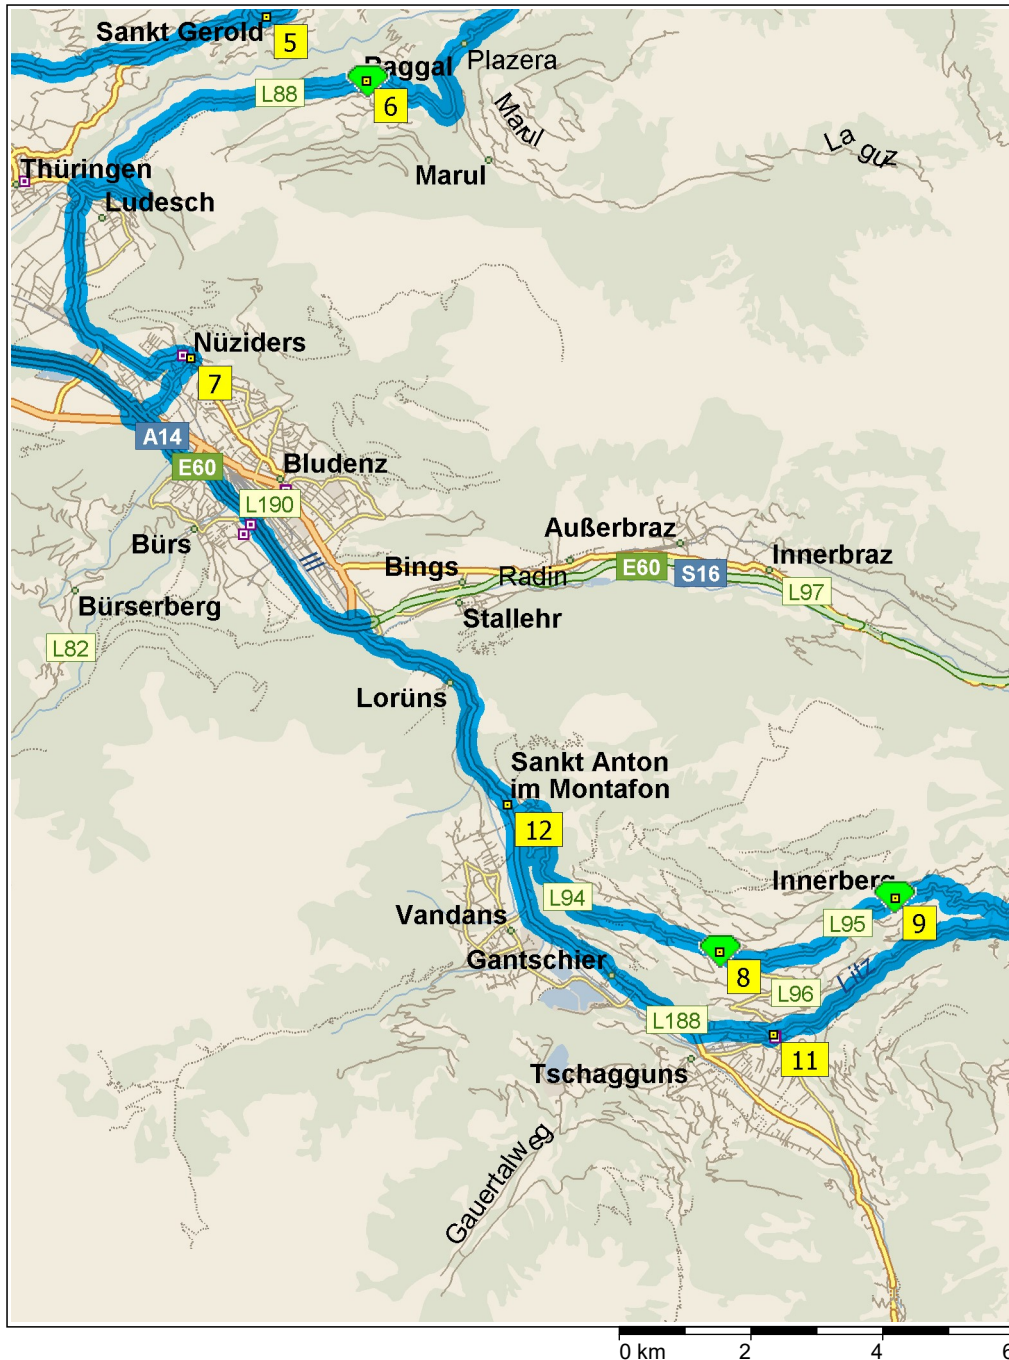 Sankt Gerold
5
Plazera
Raggal
L88
6
Marul
La guz
Thüringen
Marul
Ludesch
Nüziders
7
A14
E60
Bludenz
L190
Außerbraz
Bürs
Innerbraz
Bings
Radin
E60
S16
L97
Bürserberg
Stallehr
L82
Lorüns
Sankt Anton
im Montafon
12
Innerberg
L94
9
Vandans
L95
Gantschier
8
Litz
L96
L188
11
Tschagguns
Gauertalweg
0 km 2 4 6